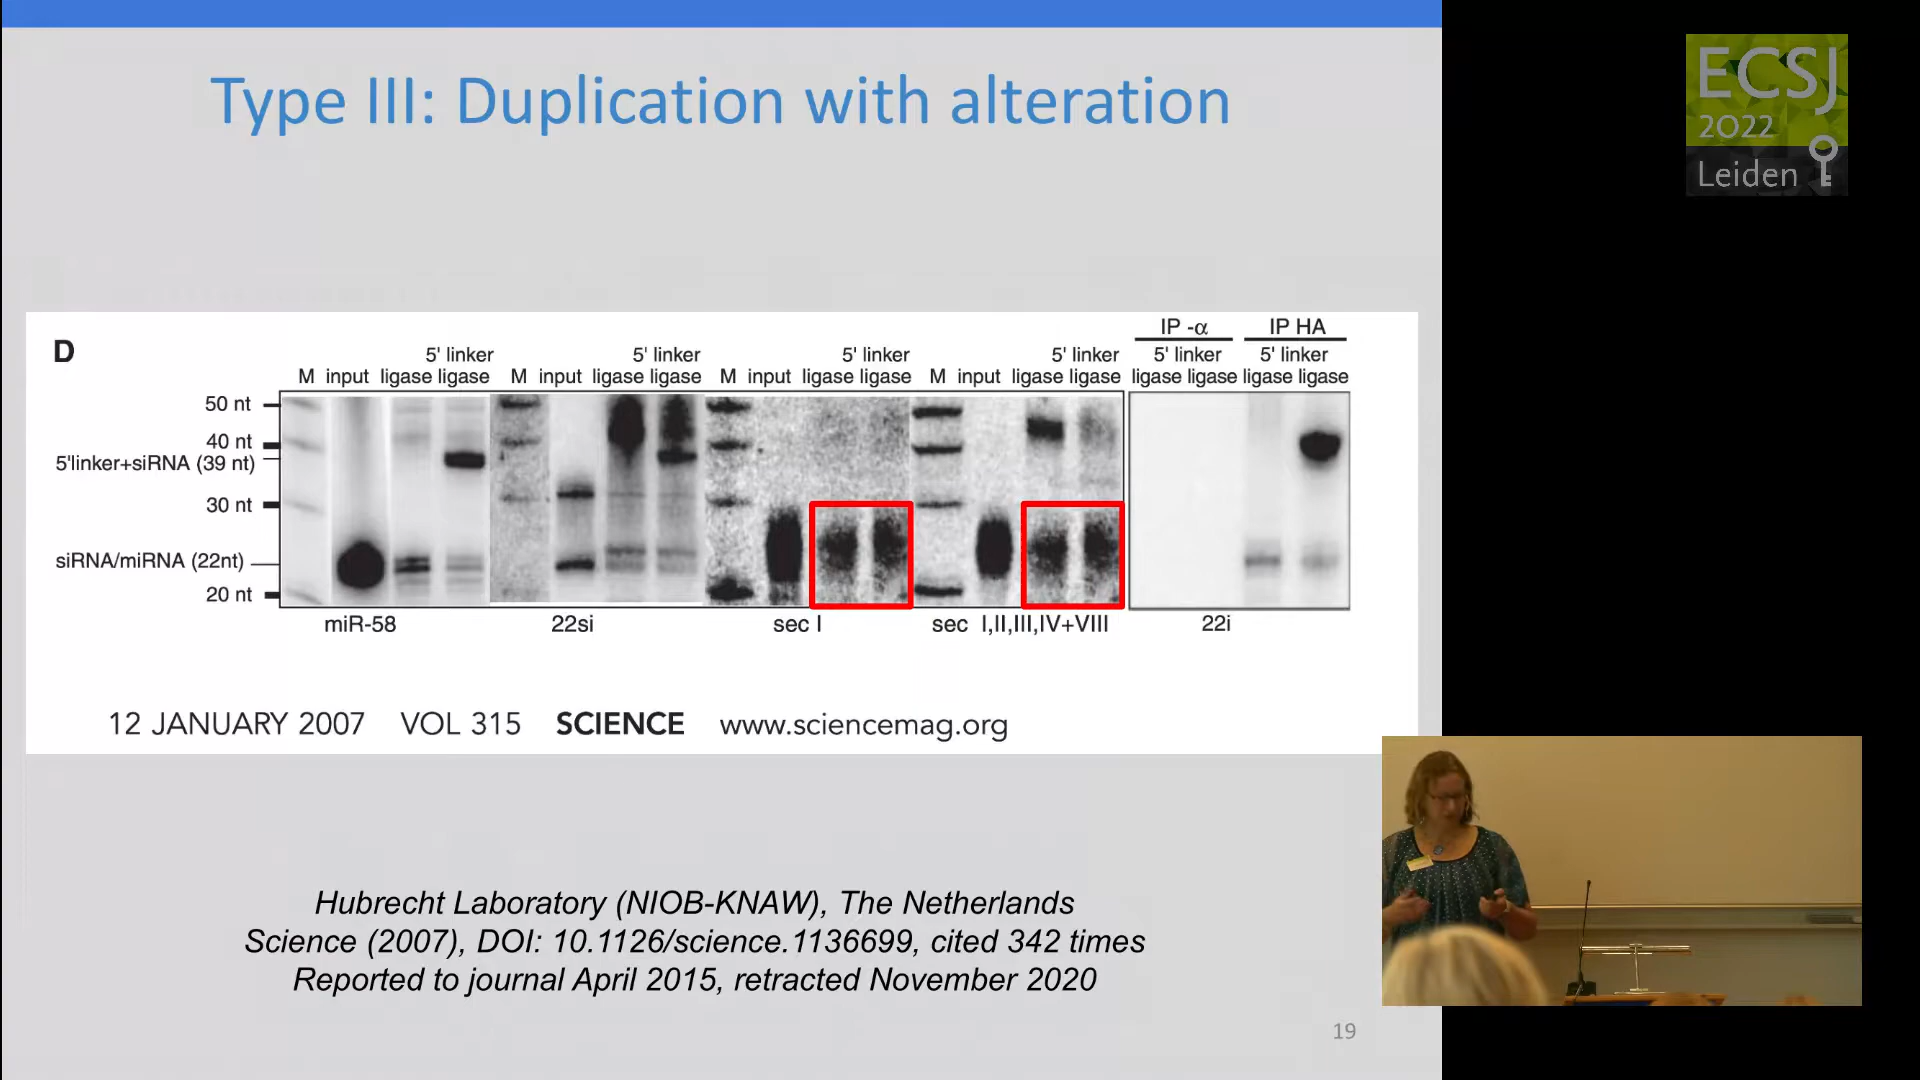 Type III: Duplication with alteration
ECSJ
2022
Leiden
D
IP -α IP HA
5' linker 5' linker 5' linker 5' linker 5' linker 5' linker
M input ligase ligase M input ligase ligase M input ligase ligase M input ligase ligase ligase ligase ligase ligase
50 nt
40 nt
5'linker+siRNA (39 nt)
30 nt
siRNA/miRNA (22nt)
20 nt
miR-58 22si sec I sec I,II,III,IV+VIII 22i
12 JANUARY 2007 VOL 315 SCIENCE www.sciencemag.org
Hubrecht Laboratory (NIOB-KNAW), The Netherlands
Science (2007), DOI: 10.1126/science.1136699, cited 342 times
Reported to journal April 2015, retracted November 2020
19